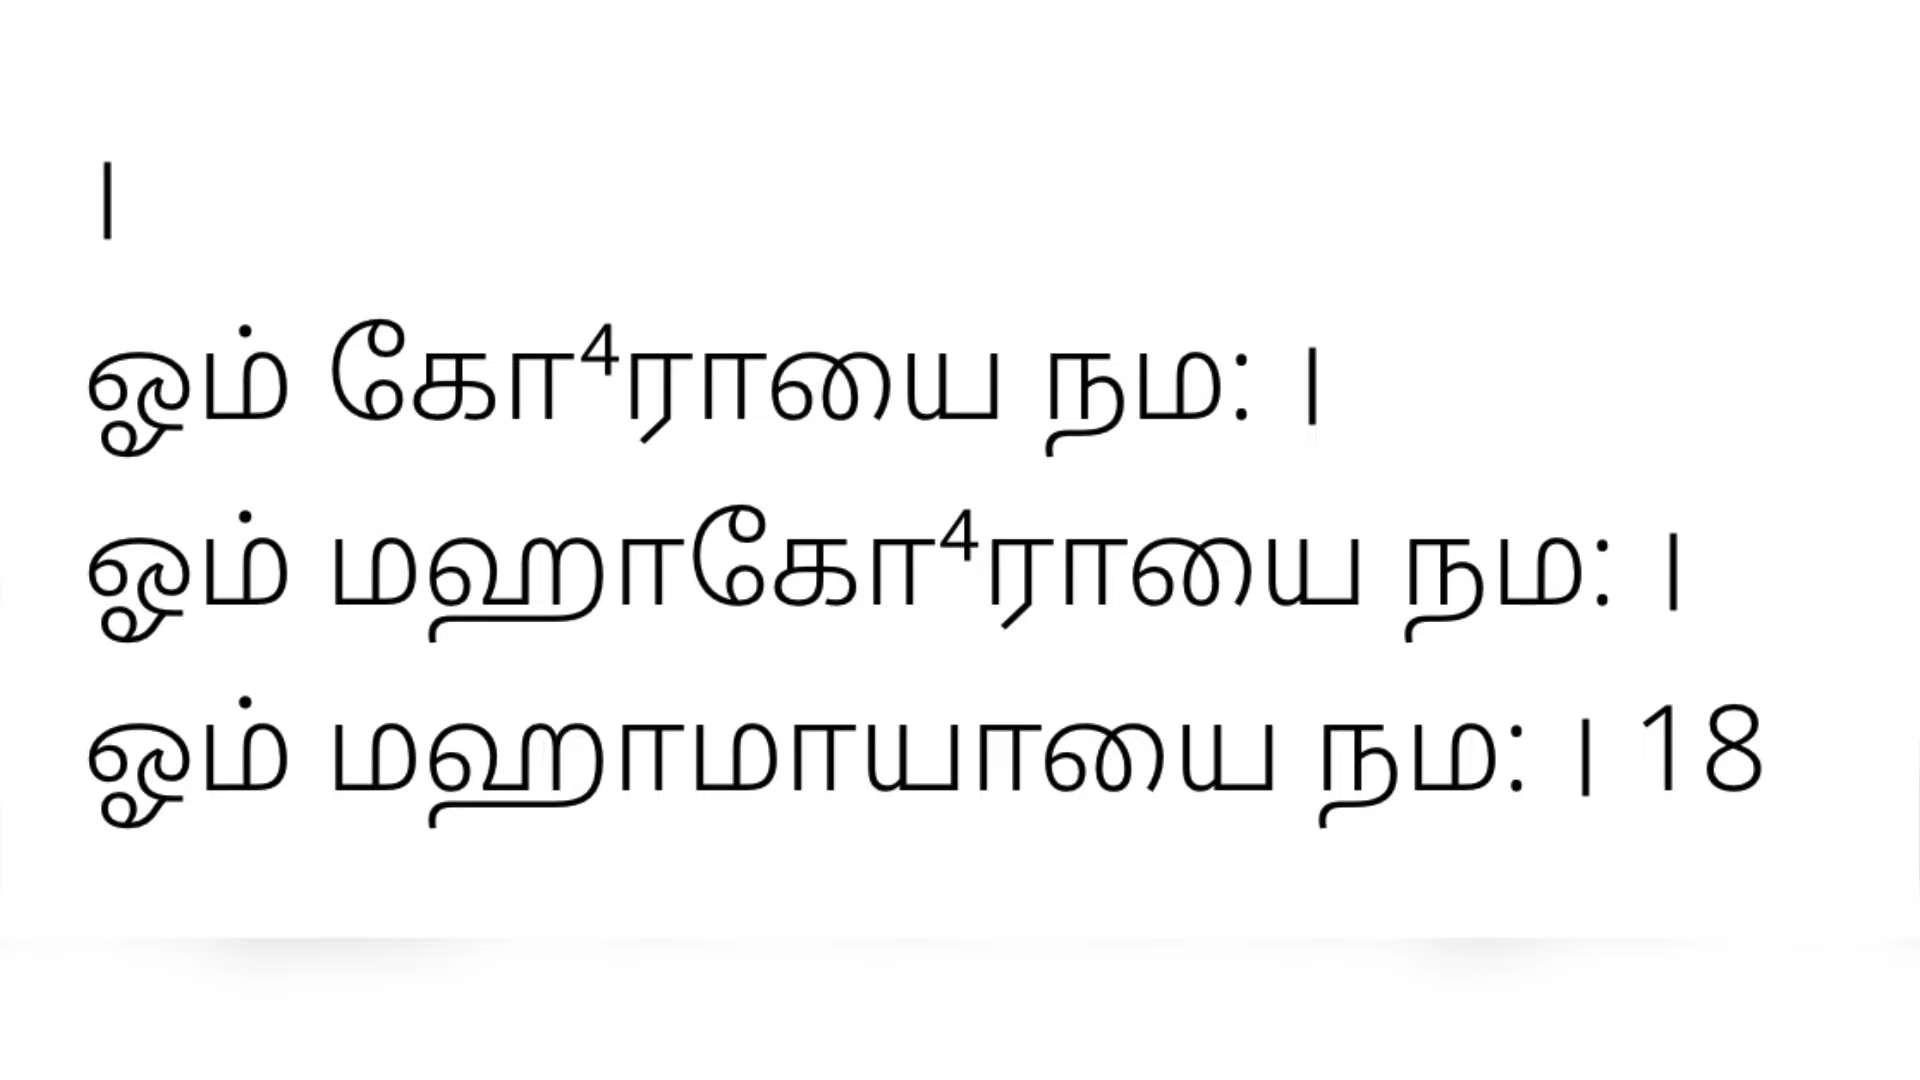 ।
ஓம் கோ⁴ராயை நம: ।
ஓம் மஹாகோ⁴ராயை நம: ।
ஓம் மஹாமாயாயை நம: । 18